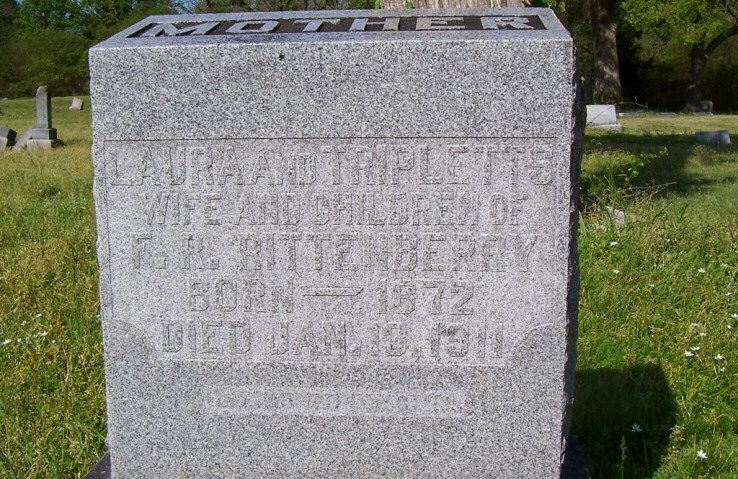 MOTHER
LAURA AND TRIPLETTS
WIFE AND CHILDREN OF
F. R. RITTENBERRY
BORN — 1872
DIED JAN. 13, 1911